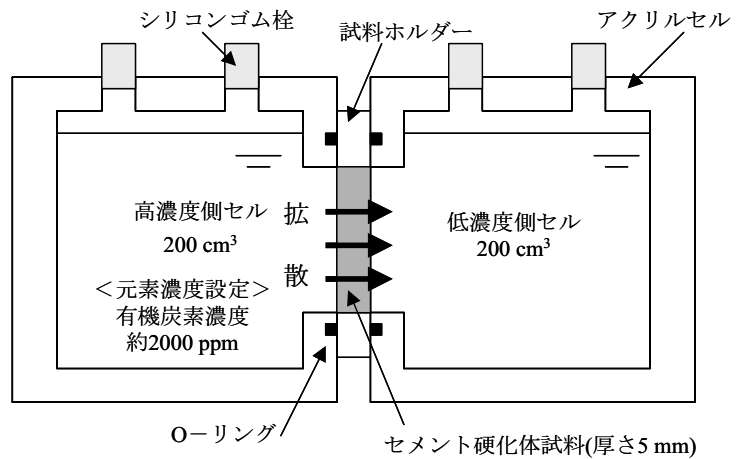 シリコンゴム栓
試料ホルダー
アクリルセル
高濃度側セル
200 cm³
拡
散
低濃度側セル
200 cm³
＜元素濃度設定＞
有機炭素濃度
約2000 ppm
O－リング
セメント硬化体試料(厚さ5 mm)